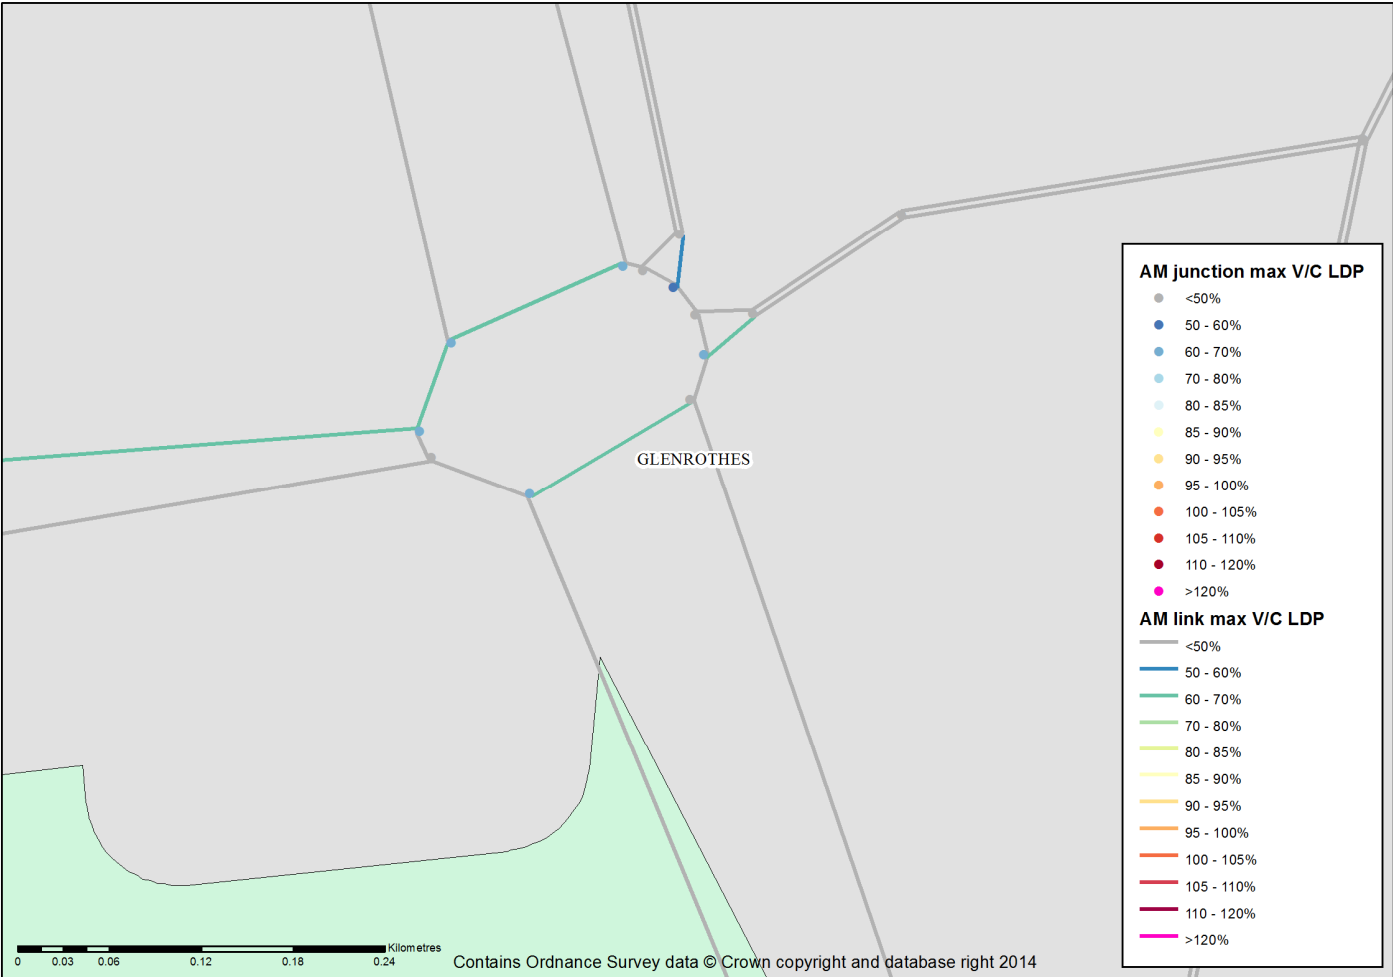 GLENROTHES
AM junction max V/C LDP
<50%
50 - 60%
60 - 70%
70 - 80%
80 - 85%
85 - 90%
90 - 95%
95 - 100%
100 - 105%
105 - 110%
110 - 120%
>120%
AM link max V/C LDP
<50%
50 - 60%
60 - 70%
70 - 80%
80 - 85%
85 - 90%
90 - 95%
95 - 100%
100 - 105%
105 - 110%
110 - 120%
>120%
Kilometres
0 0.03 0.06 0.12 0.18 0.24
Contains Ordnance Survey data © Crown copyright and database right 2014